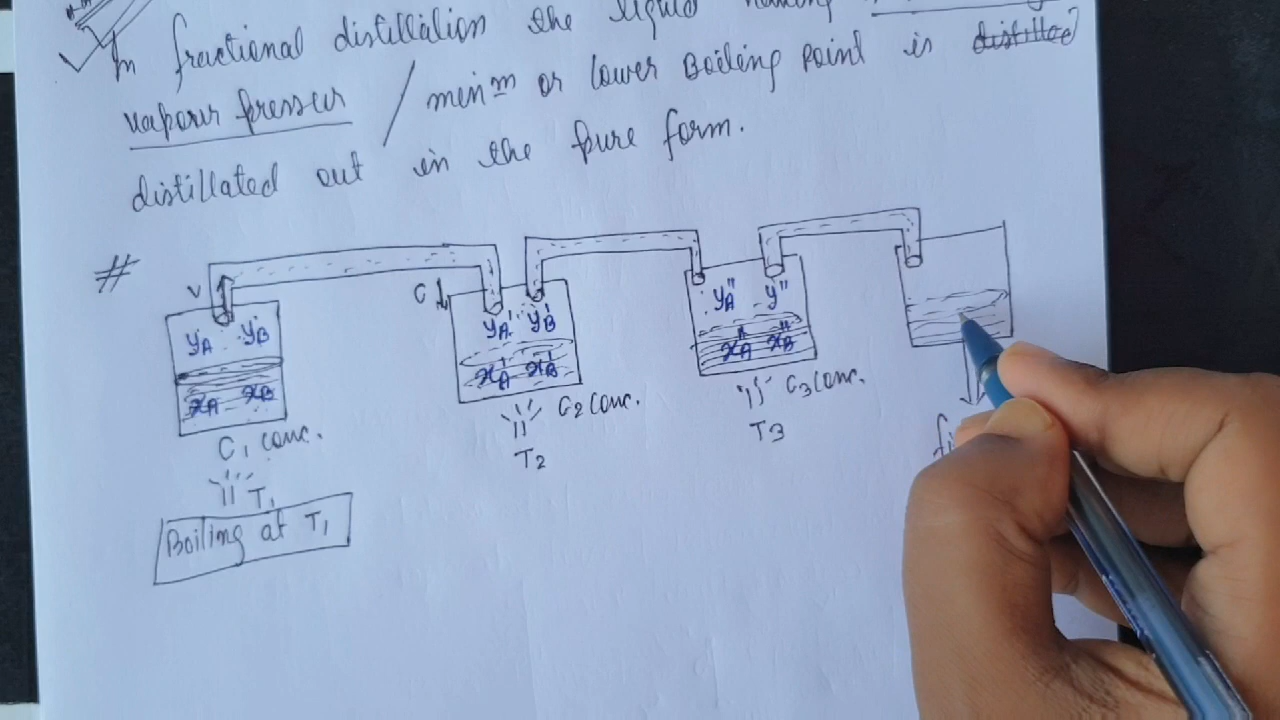 In fractional distillation the liquid
vapour pressur / minm or lower Boiling point is distilled
distillated out in the pure form.
#
yA yB
xA xB
C1 conc.
T1
Boiling at T1
yA' yB'
xA' xB'
C2 Conc.
T2
yA" y"
xA" xB"
C3 Conc.
T3